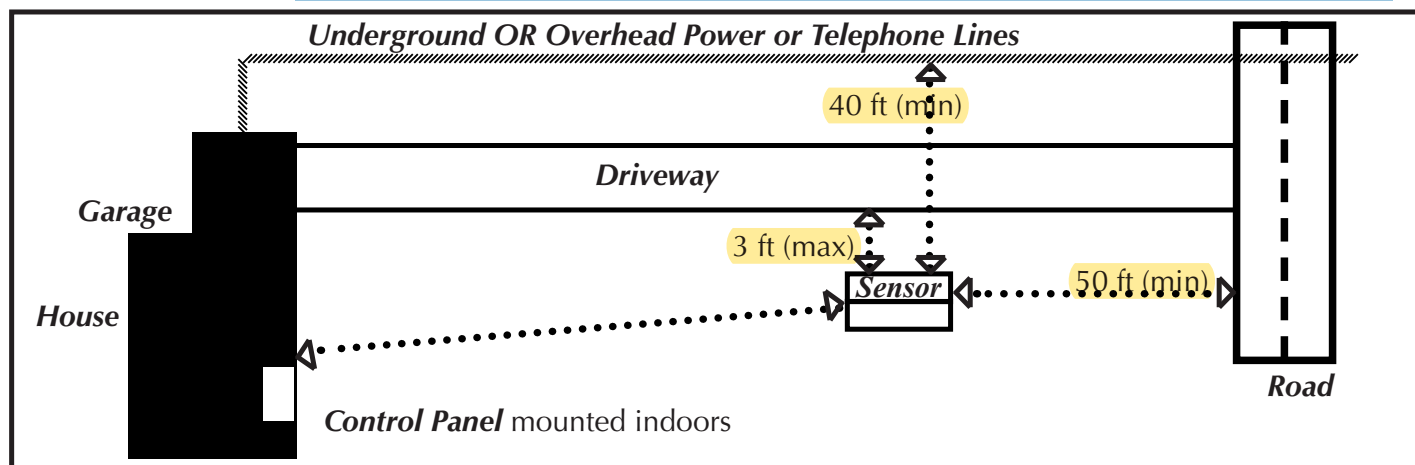 Underground OR Overhead Power or Telephone Lines
40 ft (min)
Driveway
Garage
3 ft (max)
Sensor
50 ft (min)
House
Road
Control Panel mounted indoors